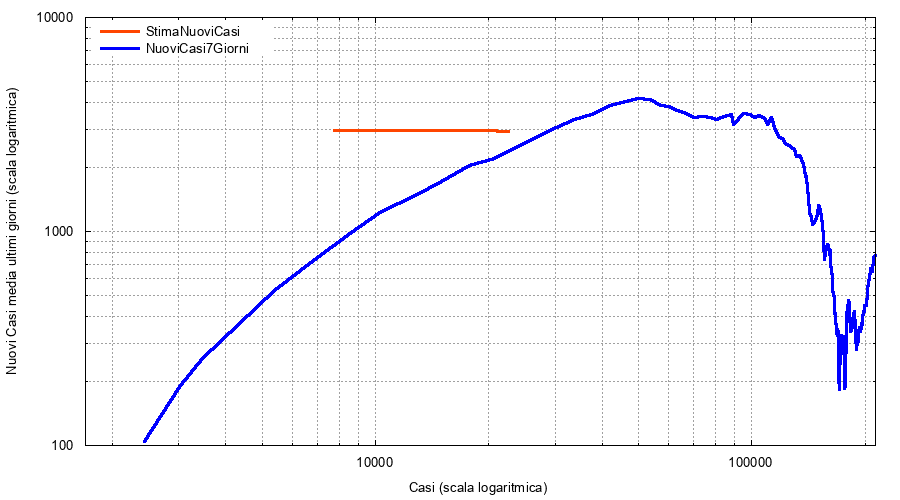 10000
StimaNuoviCasi
NuoviCasi7Giorni
1000
100
Nuovi Casi media ultimi giorni (scala logaritmica)
10000 100000
Casi (scala logaritmica)